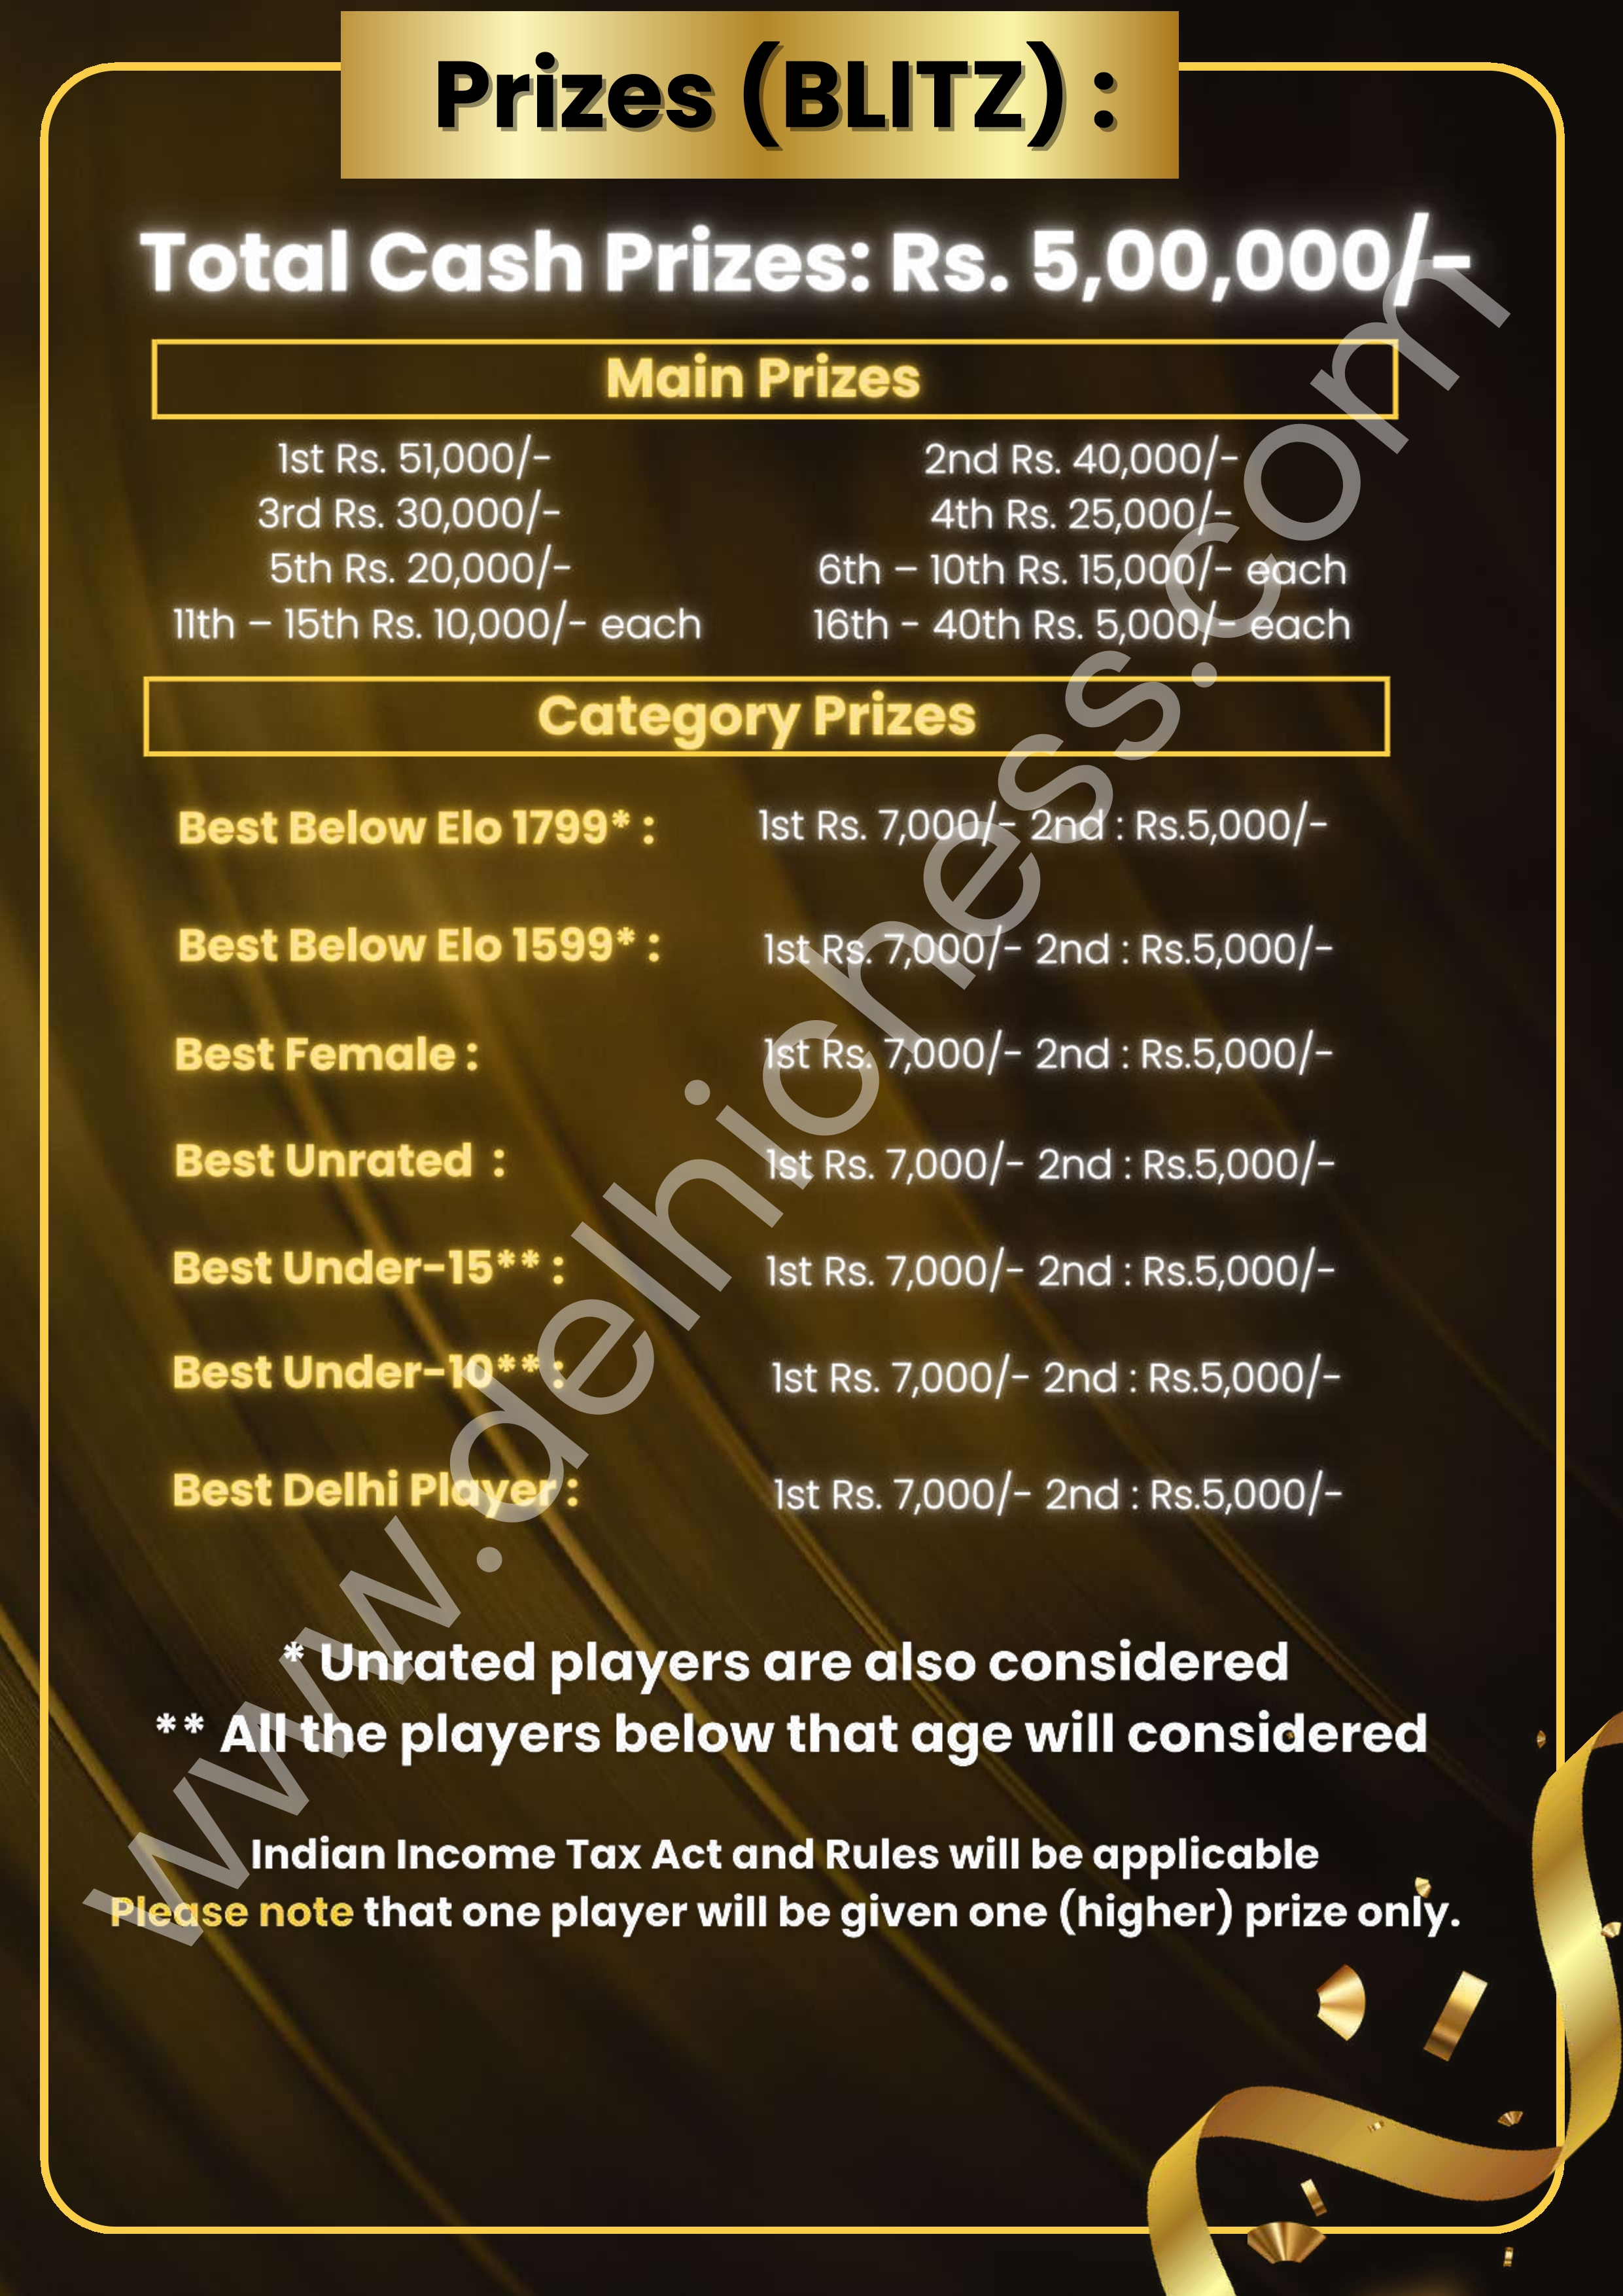 Prizes (BLITZ) :
Total Cash Prizes: Rs. 5,00,000/-
Main Prizes
1st Rs. 51,000/- 2nd Rs. 40,000/-
3rd Rs. 30,000/- 4th Rs. 25,000/-
5th Rs. 20,000/- 6th – 10th Rs. 15,000/- each
11th – 15th Rs. 10,000/- each 16th - 40th Rs. 5,000/- each
Category Prizes
Best Below Elo 1799* : 1st Rs. 7,000/- 2nd : Rs.5,000/-
Best Below Elo 1599* : 1st Rs. 7,000/- 2nd : Rs.5,000/-
Best Female : 1st Rs. 7,000/- 2nd : Rs.5,000/-
Best Unrated : 1st Rs. 7,000/- 2nd : Rs.5,000/-
Best Under-15** : 1st Rs. 7,000/- 2nd : Rs.5,000/-
Best Under-10** : 1st Rs. 7,000/- 2nd : Rs.5,000/-
Best Delhi Player : 1st Rs. 7,000/- 2nd : Rs.5,000/-
* Unrated players are also considered
** All the players below that age will considered
Indian Income Tax Act and Rules will be applicable
Please note that one player will be given one (higher) prize only.
www.delhichess.com